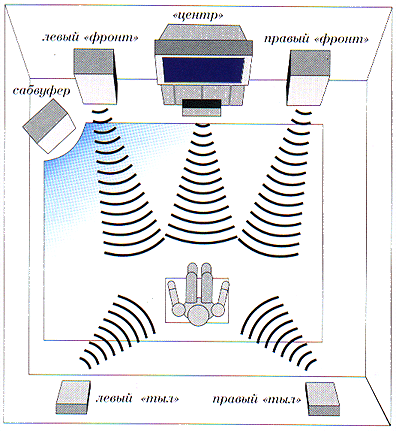 «центр»
левый «фронт»
правый «фронт»
сабвуфер
левый «тыл»
правый «тыл»